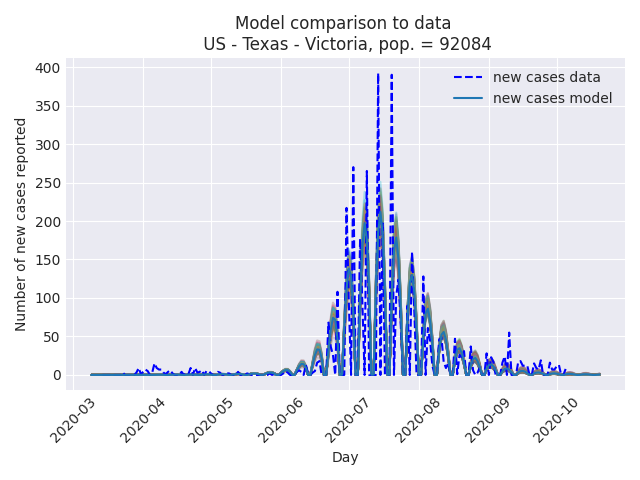 Model comparison to data
US - Texas - Victoria, pop. = 92084
400
350
300
250
200
150
100
50
0
Number of new cases reported
new cases data
new cases model
2020-03
2020-04
2020-05
2020-06
2020-07
2020-08
2020-09
2020-10
Day